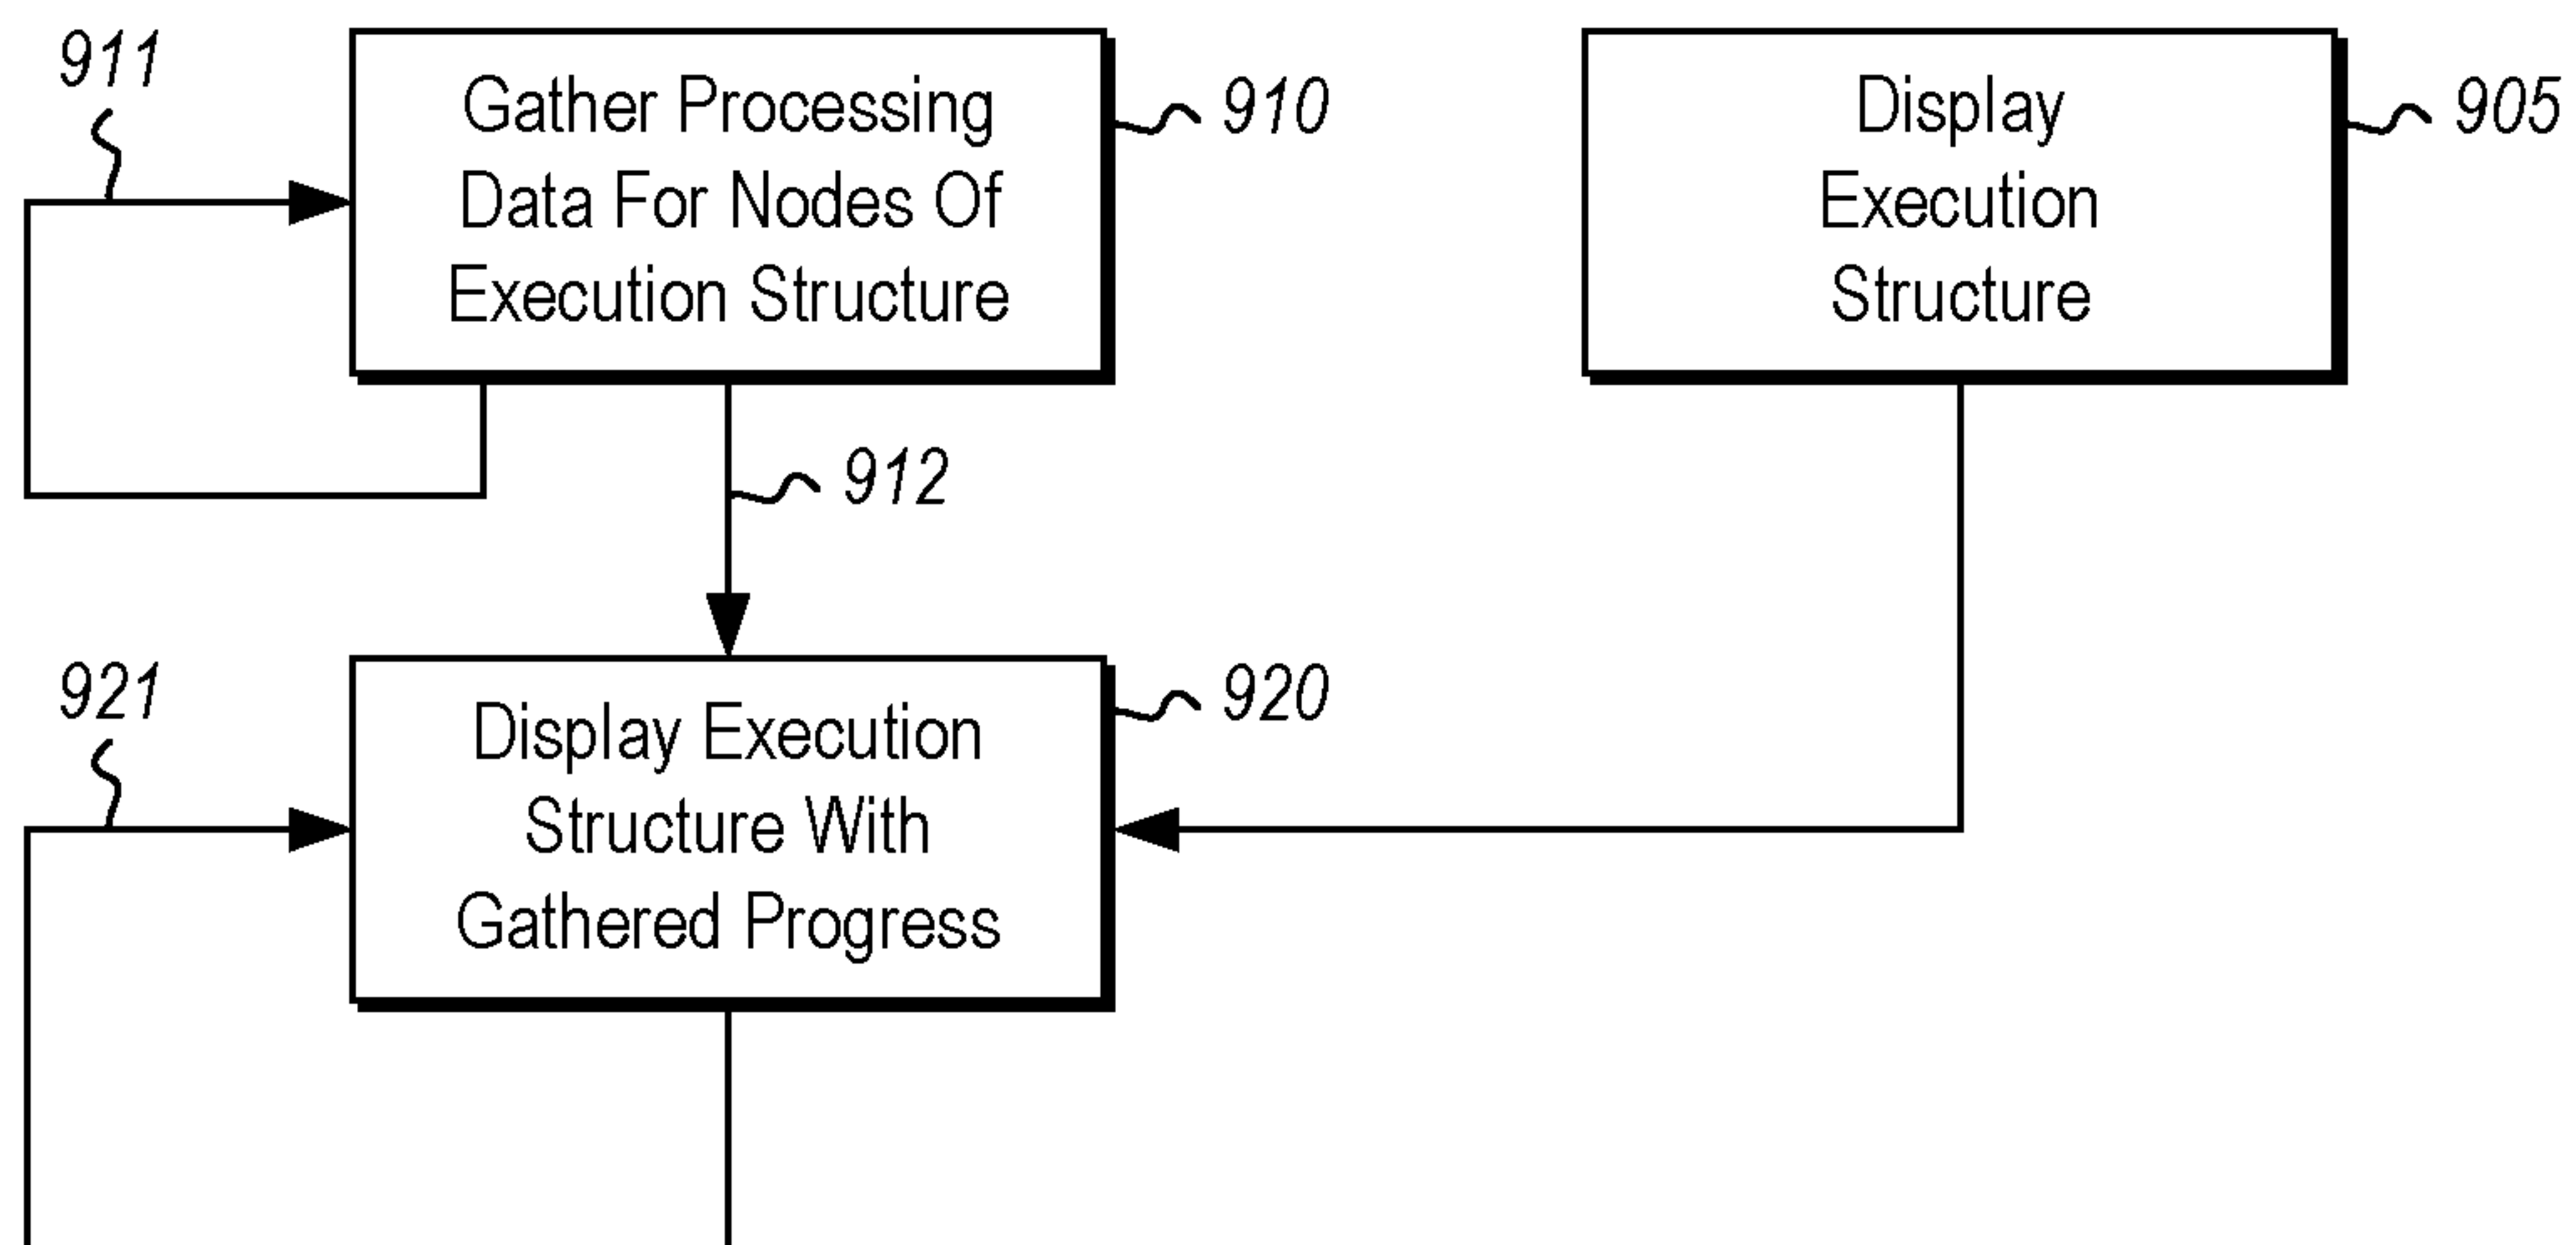 911
Gather Processing
Data For Nodes Of
Execution Structure
910
Display
Execution
Structure
905
912
921
Display Execution
Structure With
Gathered Progress
920